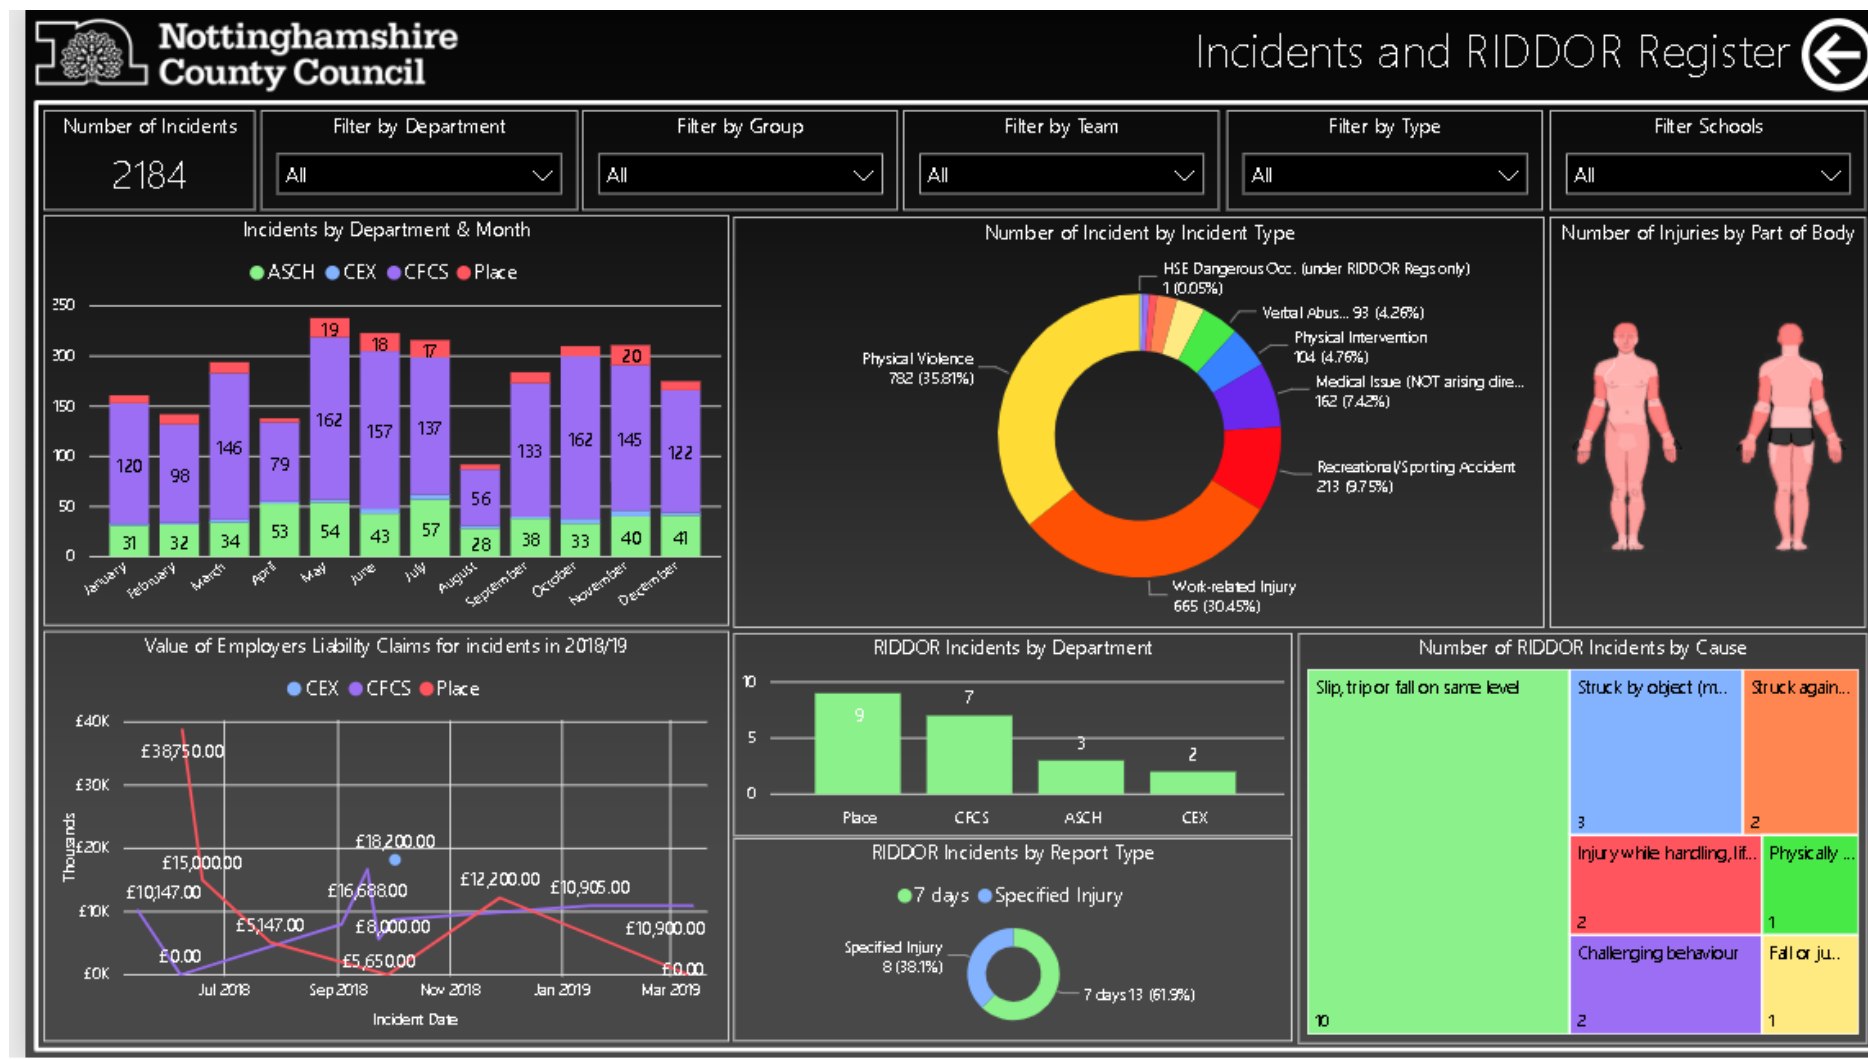 Nottinghamshire
County Council
Incidents and RIDDOR Register
Number of Incidents
2184
Filter by Department
All
Filter by Group
All
Filter by Team
All
Filter by Type
All
Filter Schools
All
Incidents by Department & Month
ASCH CEX CFCS Place
250
200
150
100
50
0
19
18
17
20
120
98
146
79
162
157
137
56
133
162
145
122
31
32
34
53
54
43
57
28
38
33
40
41
January
February
March
April
May
June
July
August
September
October
November
December
Number of Incident by Incident Type
HSE Dangerous Occ. (under RIDDOR Regs only)
1 (0.05%)
Verbal Abus... 93 (4.26%)
Physical Intervention
104 (4.76%)
Medical Issue (NOT arising dire...
162 (7.42%)
Recreational/Sporting Accident
213 (9.75%)
Work-related Injury
665 (30.45%)
Physical Violence
782 (35.81%)
Number of Injuries by Part of Body
Value of Employers Liability Claims for incidents in 2018/19
CEX CFCS Place
Thousands
£40K
£30K
£20K
£10K
£0K
£38,750.00
£15,000.00
£10,147.00
£0.00
£5,147.00
£18,200.00
£16,688.00
£8,000.00
£5,650.00
£12,200.00
£10,905.00
£10,900.00
£0.00
Jul 2018
Sep 2018
Nov 2018
Jan 2019
Mar 2019
Incident Date
RIDDOR Incidents by Department
10
5
0
9
7
3
2
Place
CFCS
ASCH
CEX
RIDDOR Incidents by Report Type
7 days Specified Injury
Specified Injury
8 (38.1%)
7 days 13 (61.9%)
Number of RIDDOR Incidents by Cause
Slip, trip or fall on same level
10
Struck by object (m...
3
Struck again...
2
Injury while handling, lif...
2
Physically ...
1
Challenging behaviour
2
Fall or ju...
1